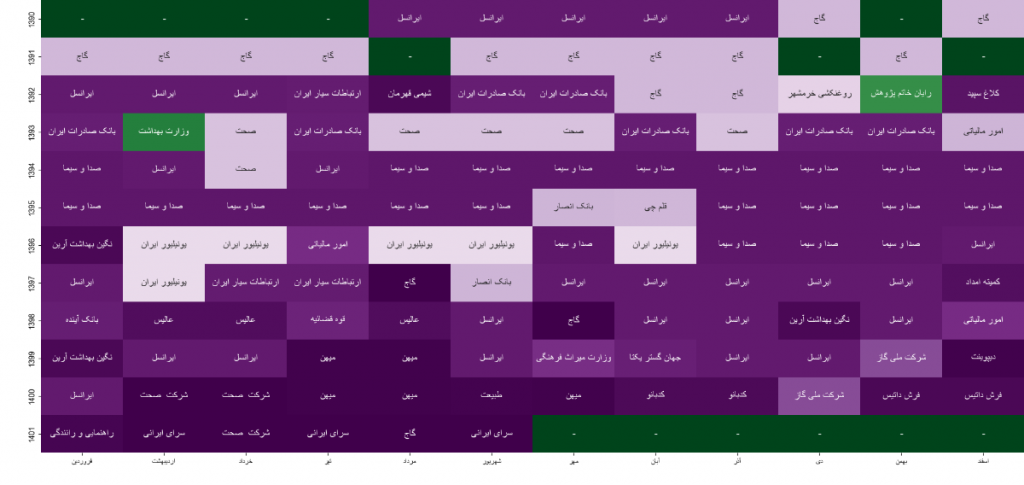 1390 - - - - ایرانسل ایرانسل ایرانسل ایرانسل ایرانسل گاج - گاج
1391 گاج گاج گاج گاج - گاج گاج گاج گاج - گاج -
1392 ایرانسل ایرانسل ایرانسل ارتباطات سیار ایران شیمی قهرمان بانک صادرات ایران بانک صادرات ایران گاج گاج روغنکشی خرمشهر رایان خاتم پژوهش کلاغ سپید
1393 بانک صادرات ایران وزارت بهداشت صحت بانک صادرات ایران صحت صحت صحت بانک صادرات ایران صحت بانک صادرات ایران بانک صادرات ایران امور مالیاتی
1394 صدا و سیما ایرانسل صحت ایرانسل صدا و سیما صدا و سیما صدا و سیما صدا و سیما صدا و سیما صدا و سیما صدا و سیما صدا و سیما
1395 صدا و سیما صدا و سیما صدا و سیما صدا و سیما صدا و سیما صدا و سیما بانک انصار قلم چی صدا و سیما صدا و سیما صدا و سیما صدا و سیما
1396 نگین بهداشت آرین یونیلیور ایران یونیلیور ایران امور مالیاتی یونیلیور ایران یونیلیور ایران صدا و سیما یونیلیور ایران صدا و سیما صدا و سیما صدا و سیما ایرانسل
1397 ایرانسل یونیلیور ایران ارتباطات سیار ایران ارتباطات سیار ایران گاج بانک انصار ایرانسل ایرانسل ایرانسل ایرانسل ایرانسل کمیته امداد
1398 بانک آینده عالیس عالیس قوه قضائیه عالیس ایرانسل گاج ایرانسل ایرانسل نگین بهداشت آرین ایرانسل امور مالیاتی
1399 نگین بهداشت آرین ایرانسل ایرانسل میهن میهن ایرانسل وزارت میراث فرهنگی جهان گستر یکتا ایرانسل ایرانسل شرکت ملی گاز دیپوینت
1400 ایرانسل شرکت صحت شرکت صحت میهن میهن طبیعت میهن کدبانو کدبانو شرکت ملی گاز فرش داتیس فرش داتیس
1401 راهنمایی و رانندگی سرای ایرانی شرکت صحت سرای ایرانی گاج سرای ایرانی - - - - - -
فروردین اردیبهشت خرداد تیر مرداد شهریور مهر آبان آذر دی بهمن اسفند